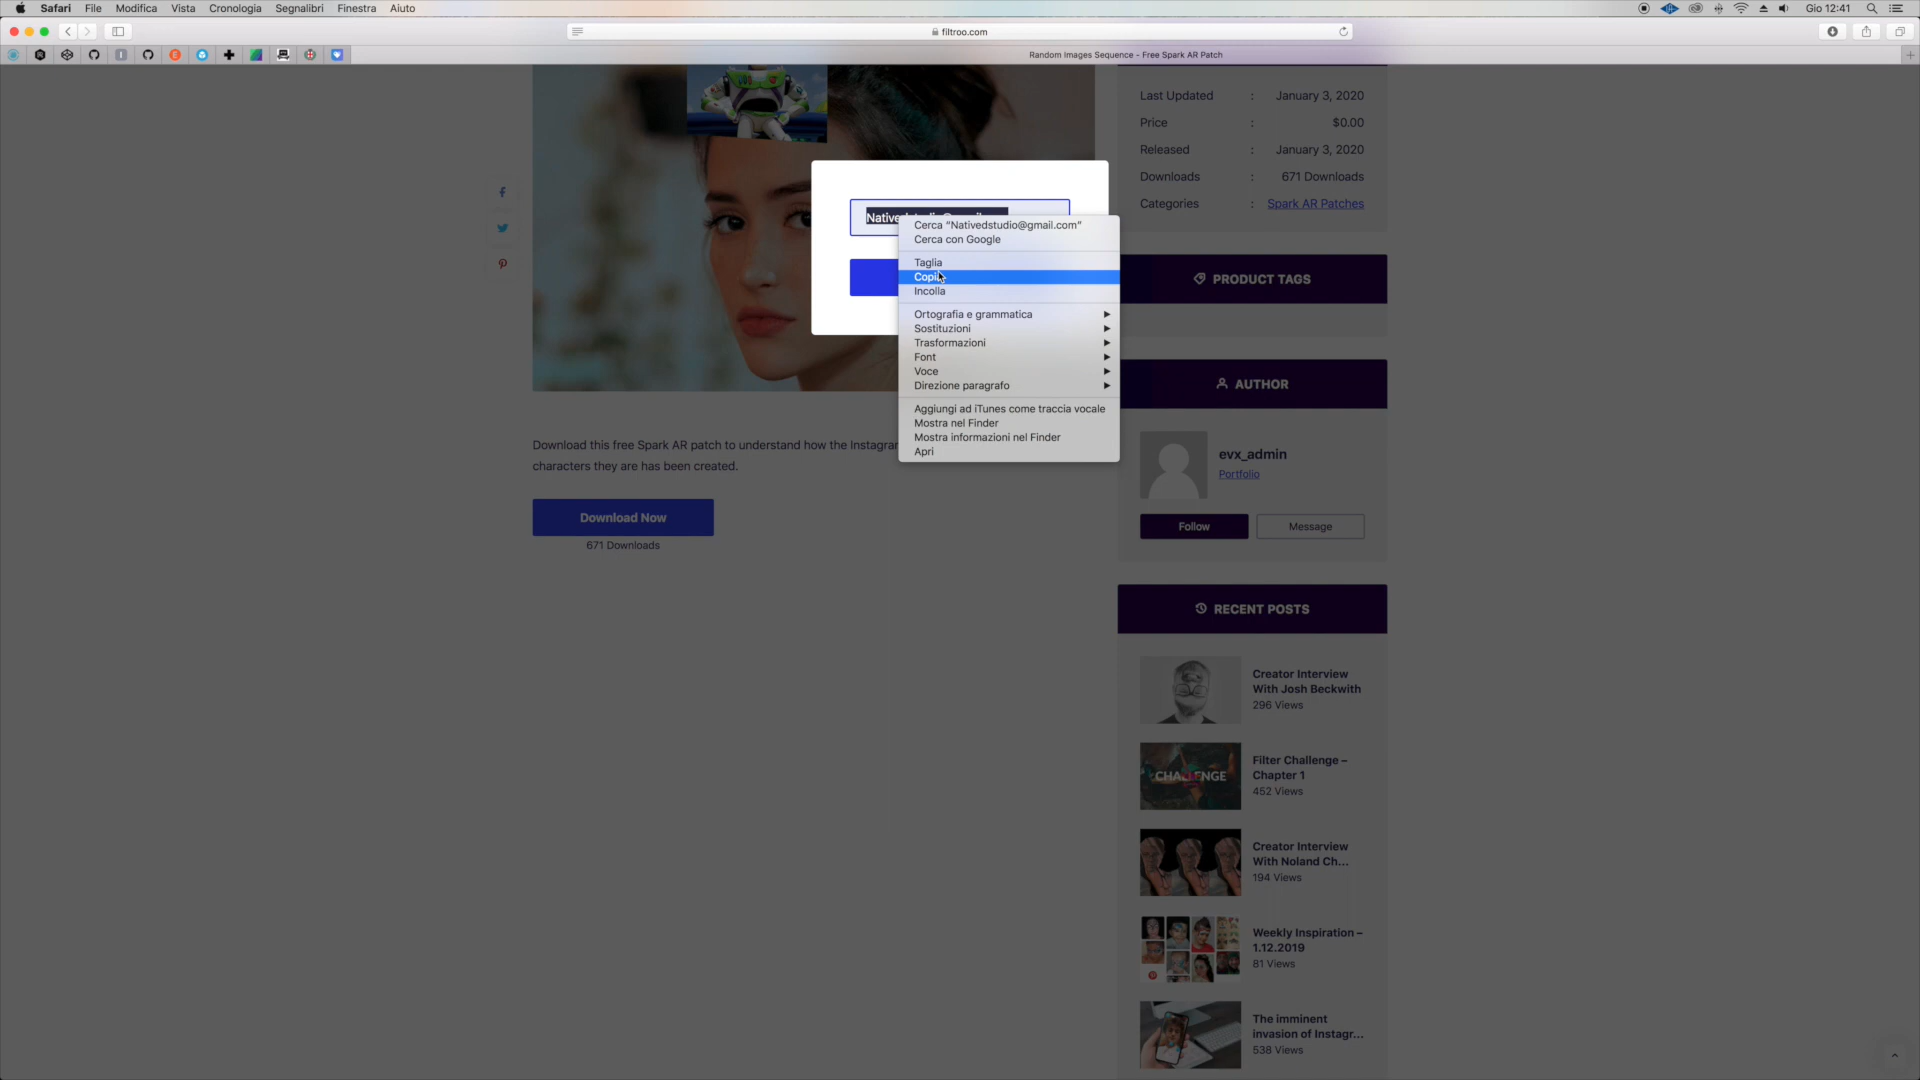 Safari File Modifica Vista Cronologia Segnalibri Finestra Aiuto
Gio 12:41
filtroo.com
Random Images Sequence - Free Spark AR Patch
Last Updated : January 3, 2020
Price : $0.00
Released : January 3, 2020
Downloads : 671 Downloads
Categories : Spark AR Patches
Cerca “Nativedstudio@gmail.com”
Cerca con Google
Taglia
Copia
Incolla
Ortografia e grammatica
Sostituzioni
Trasformazioni
Font
Voce
Direzione paragrafo
Aggiungi ad iTunes come traccia vocale
Mostra nel Finder
Mostra informazioni nel Finder
Apri
Download this free Spark AR patch to understand how the Instagra
characters they are has been created.
Download Now
671 Downloads
PRODUCT TAGS
AUTHOR
evx_admin
Portfolio
Follow
Message
RECENT POSTS
Creator Interview
With Josh Beckwith
296 Views
CHALLENGE
Filter Challenge –
Chapter 1
452 Views
Creator Interview
With Noland Ch...
194 Views
Weekly Inspiration –
1.12.2019
81 Views
The imminent
invasion of Instagr...
538 Views